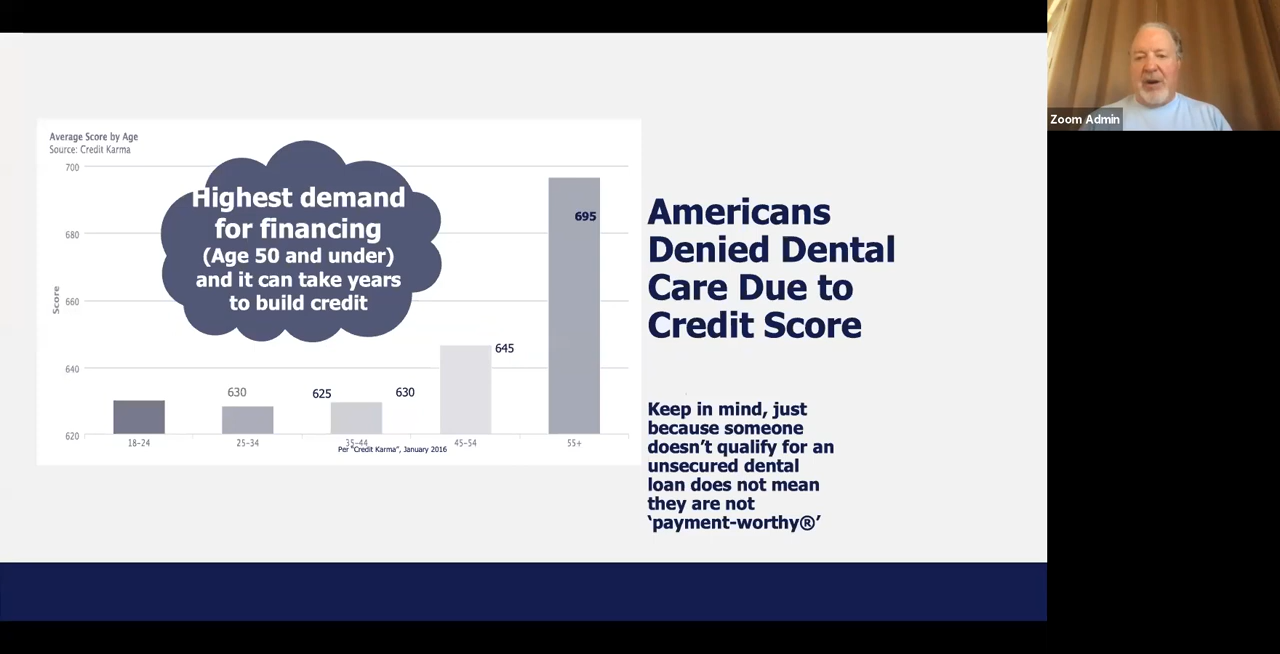 Zoom Admin
Average Score by Age
Source: Credit Karma
700
680
660
640
620
Score
Highest demand
for financing
(Age 50 and under)
and it can take years
to build credit
630
625
630
645
695
18-24
25-34
35-44
45-54
55+
Per "Credit Karma", January 2016
Americans
Denied Dental
Care Due to
Credit Score
Keep in mind, just
because someone
doesn’t qualify for an
unsecured dental
loan does not mean
they are not
‘payment-worthy®’